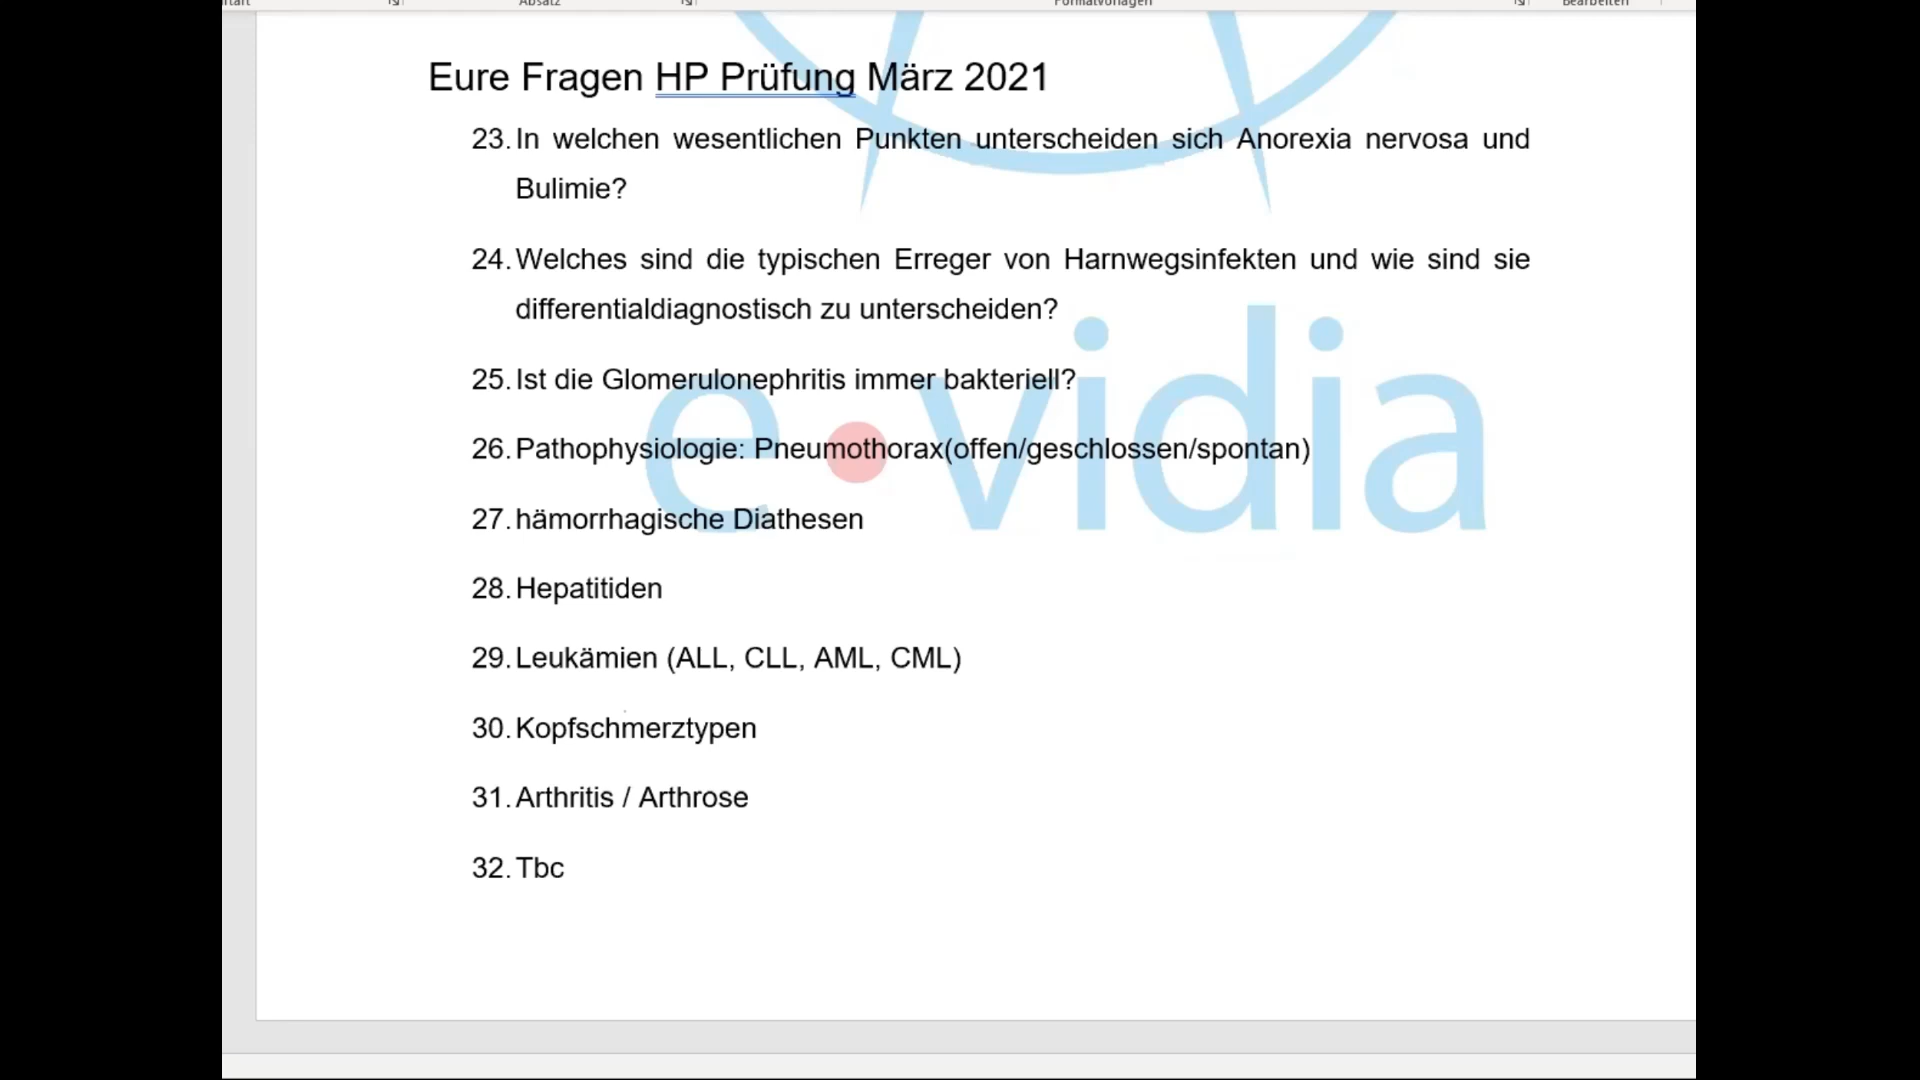 Absatz
Formatvorlagen
Bearbeiten
Eure Fragen HP Prüfung März 2021
23. In welchen wesentlichen Punkten unterscheiden sich Anorexia nervosa und
Bulimie?
24. Welches sind die typischen Erreger von Harnwegsinfekten und wie sind sie
differentialdiagnostisch zu unterscheiden?
25. Ist die Glomerulonephritis immer bakteriell?
26. Pathophysiologie: Pneumothorax(offen/geschlossen/spontan)
e•vidia
27. hämorrhagische Diathesen
28. Hepatitiden
29. Leukämien (ALL, CLL, AML, CML)
30. Kopfschmerztypen
31. Arthritis / Arthrose
32. Tbc